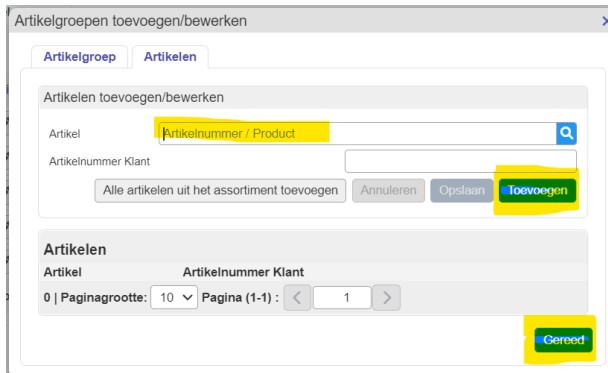 Artikelgroepen toevoegen/bewerken
Artikelgroep Artikelen
Artikelen toevoegen/bewerken
Artikel Artikelnummer / Product
Artikelnummer Klant
Alle artikelen uit het assortiment toevoegen Annuleren Opslaan Toevoegen
Artikelen
Artikel Artikelnummer Klant
0 | Paginagrootte: 10 Pagina (1-1) : < 1 >
Gereed